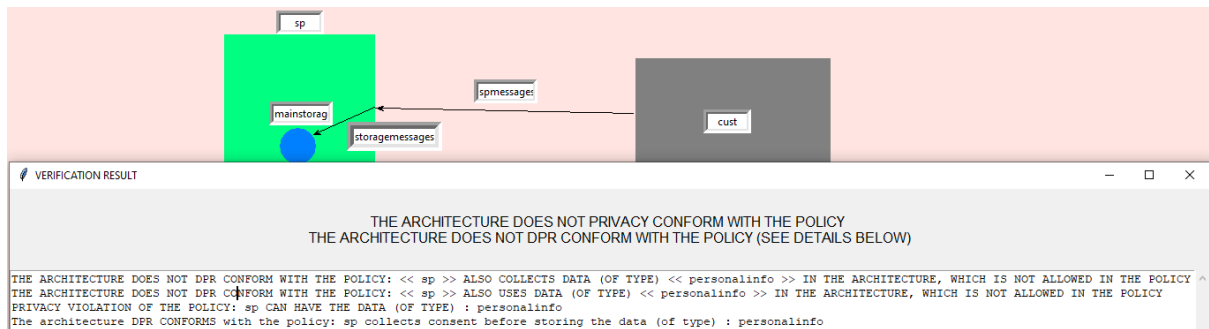 sp
spmessages
mainstorag
cust
storagemessages
VERIFICATION RESULT
THE ARCHITECTURE DOES NOT PRIVACY CONFORM WITH THE POLICY
THE ARCHITECTURE DOES NOT DPR CONFORM WITH THE POLICY (SEE DETAILS BELOW)
THE ARCHITECTURE DOES NOT DPR CONFORM WITH THE POLICY: << sp >> ALSO COLLECTS DATA (OF TYPE) << personalinfo >> IN THE ARCHITECTURE, WHICH IS NOT ALLOWED IN THE POLICY
THE ARCHITECTURE DOES NOT DPR CONFORM WITH THE POLICY: << sp >> ALSO USES DATA (OF TYPE) << personalinfo >> IN THE ARCHITECTURE, WHICH IS NOT ALLOWED IN THE POLICY
PRIVACY VIOLATION OF THE POLICY: sp CAN HAVE THE DATA (OF TYPE) : personalinfo
The architecture DPR CONFORMS with the policy: sp collects consent before storing the data (of type) : personalinfo